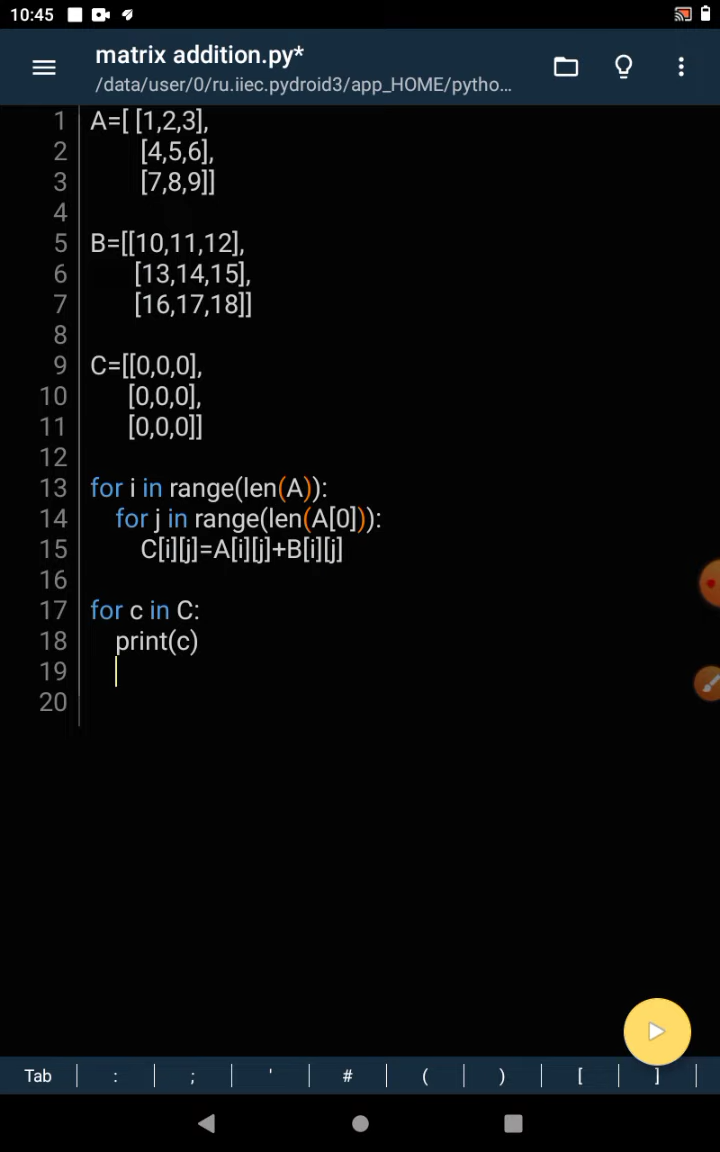 10:45
matrix addition.py*
/data/user/0/ru.iiec.pydroid3/app_HOME/pytho...
1 A=[ [1,2,3],
2 [4,5,6],
3 [7,8,9]]
4
5 B=[[10,11,12],
6 [13,14,15],
7 [16,17,18]]
8
9 C=[[0,0,0],
10 [0,0,0],
11 [0,0,0]]
12
13 for i in range(len(A)):
14 for j in range(len(A[0])):
15 C[i][j]=A[i][j]+B[i][j]
16
17 for c in C:
18 print(c)
19
20
Tab : ; ' # ( ) [ ]